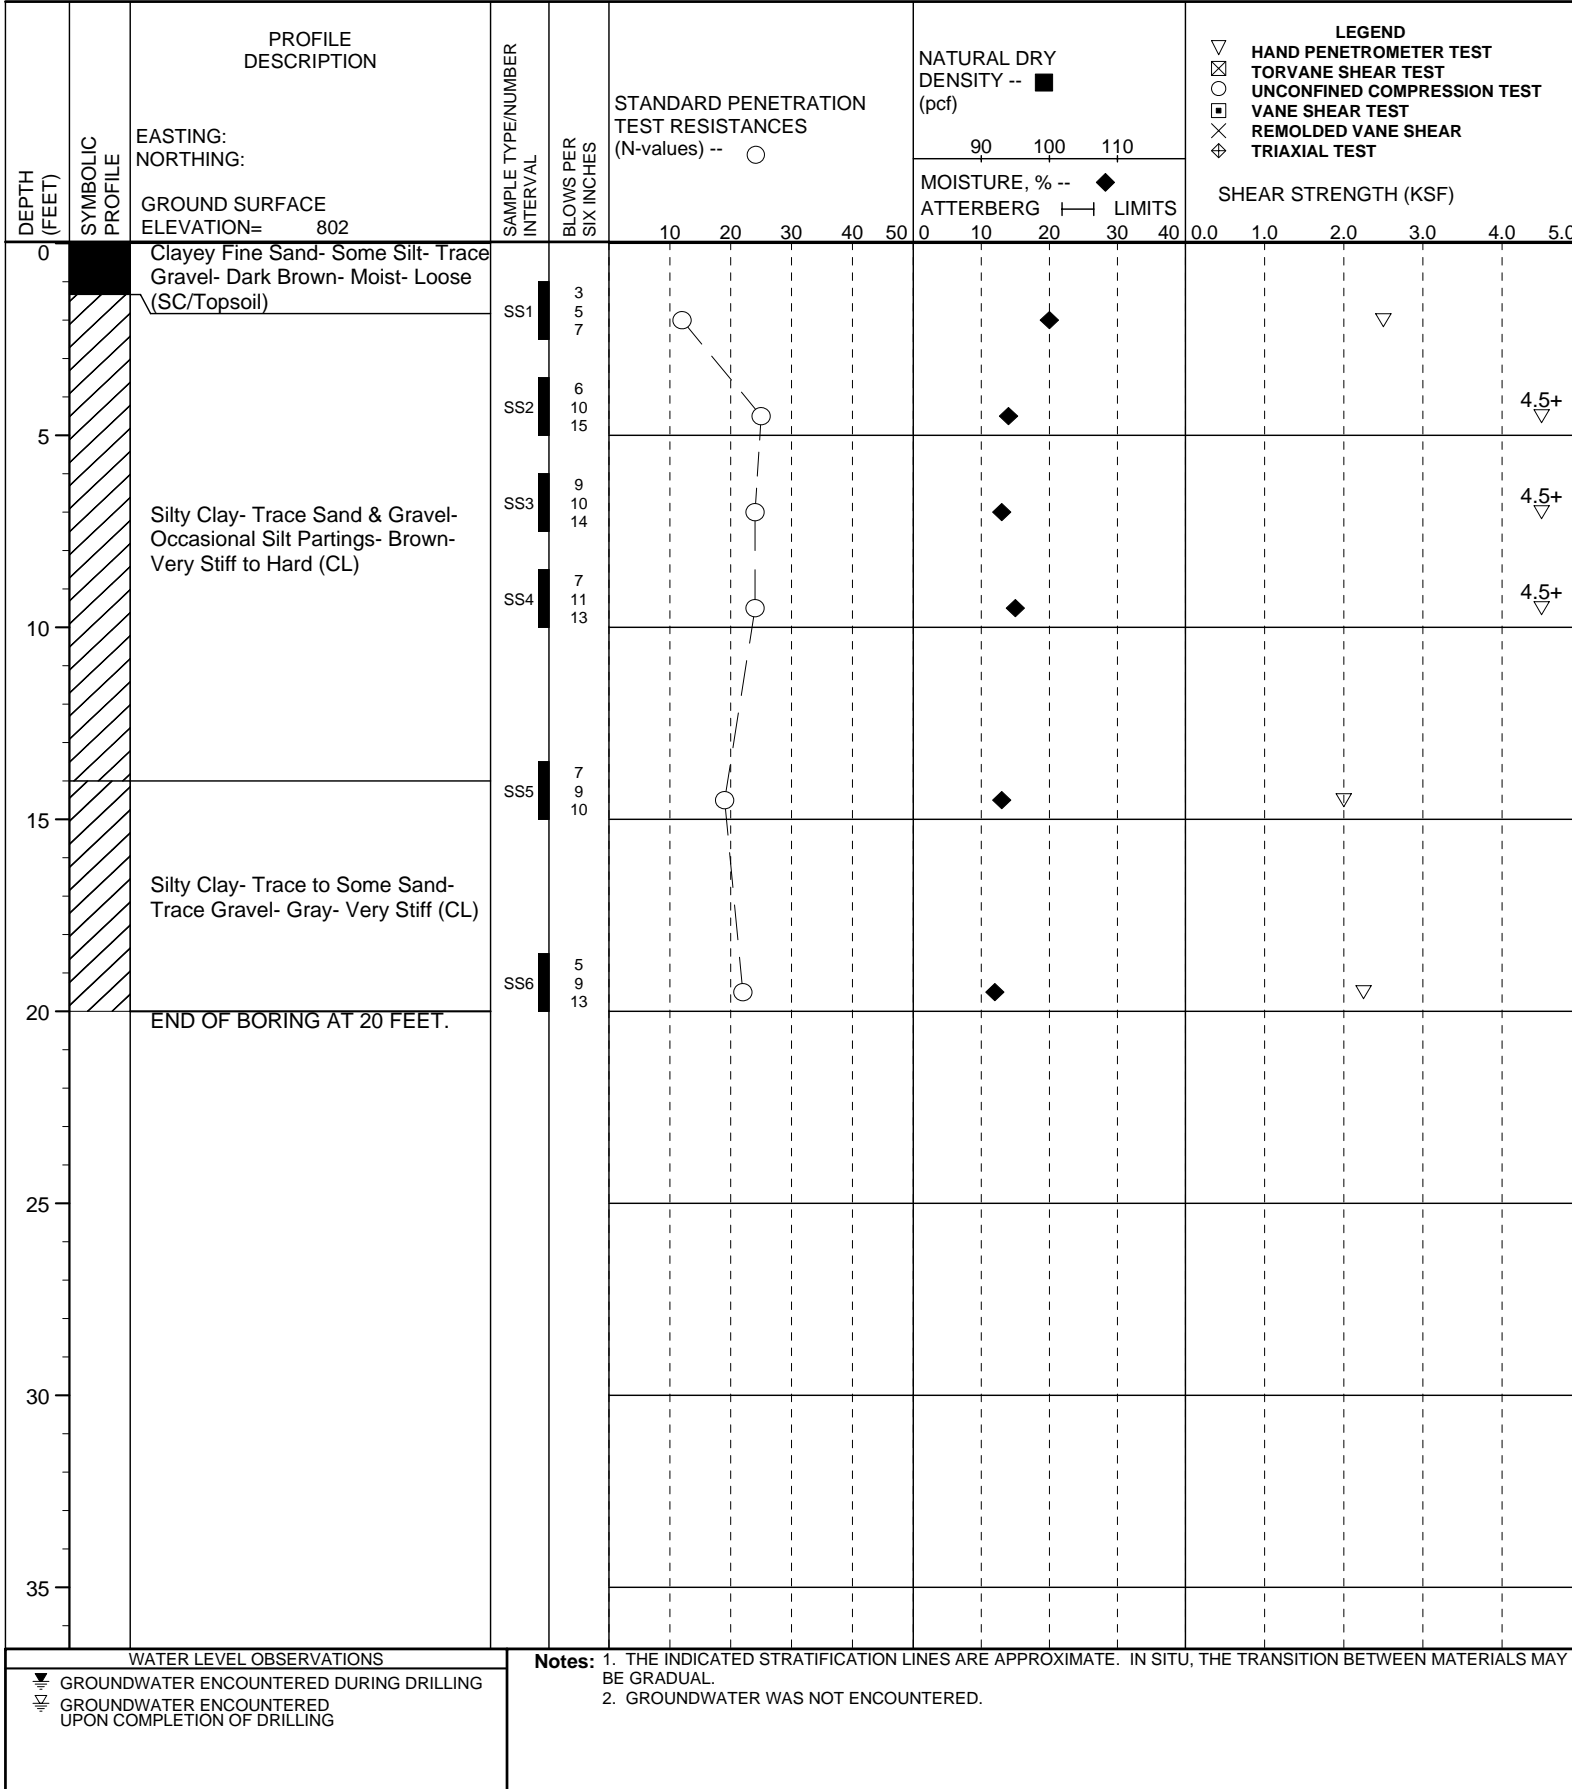 PROFILE
DESCRIPTION
EASTING:
NORTHING:
GROUND SURFACE
ELEVATION= 802
DEPTH
(FEET)
SYMBOLIC
PROFILE
SAMPLE TYPE/NUMBER
INTERVAL
BLOWS PER
SIX INCHES
STANDARD PENETRATION
TEST RESISTANCES
(N-values) --
10 20 30 40 50
NATURAL DRY
DENSITY --
(pcf)
90 100 110
MOISTURE, % --
ATTERBERG LIMITS
0 10 20 30 40
LEGEND
HAND PENETROMETER TEST
TORVANE SHEAR TEST
UNCONFINED COMPRESSION TEST
VANE SHEAR TEST
REMOLDED VANE SHEAR
TRIAXIAL TEST
SHEAR STRENGTH (KSF)
0.0 1.0 2.0 3.0 4.0 5.0
0
Clayey Fine Sand- Some Silt- Trace
Gravel- Dark Brown- Moist- Loose
(SC/Topsoil)
SS1
3
5
7
SS2
6
10
15
4.5+
5
SS3
9
10
14
4.5+
Silty Clay- Trace Sand & Gravel-
Occasional Silt Partings- Brown-
Very Stiff to Hard (CL)
SS4
7
11
13
4.5+
10
SS5
7
9
10
15
Silty Clay- Trace to Some Sand-
Trace Gravel- Gray- Very Stiff (CL)
SS6
5
9
13
20
END OF BORING AT 20 FEET.
25
30
35
WATER LEVEL OBSERVATIONS
GROUNDWATER ENCOUNTERED DURING DRILLING
GROUNDWATER ENCOUNTERED
UPON COMPLETION OF DRILLING
Notes: 1. THE INDICATED STRATIFICATION LINES ARE APPROXIMATE. IN SITU, THE TRANSITION BETWEEN MATERIALS MAY
BE GRADUAL.
2. GROUNDWATER WAS NOT ENCOUNTERED.